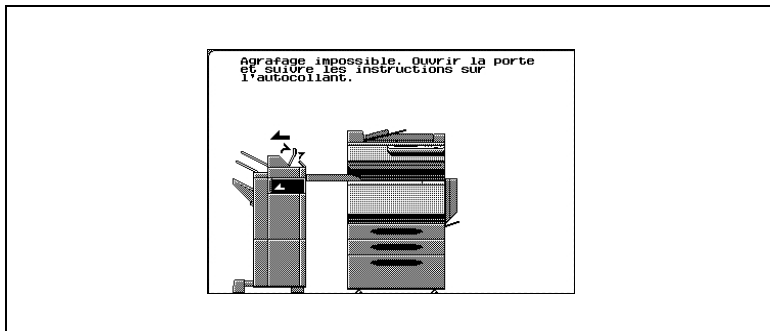 Agrafage impossible. Ouvrir la porte
et suivre les instructions sur
l'autocollant.